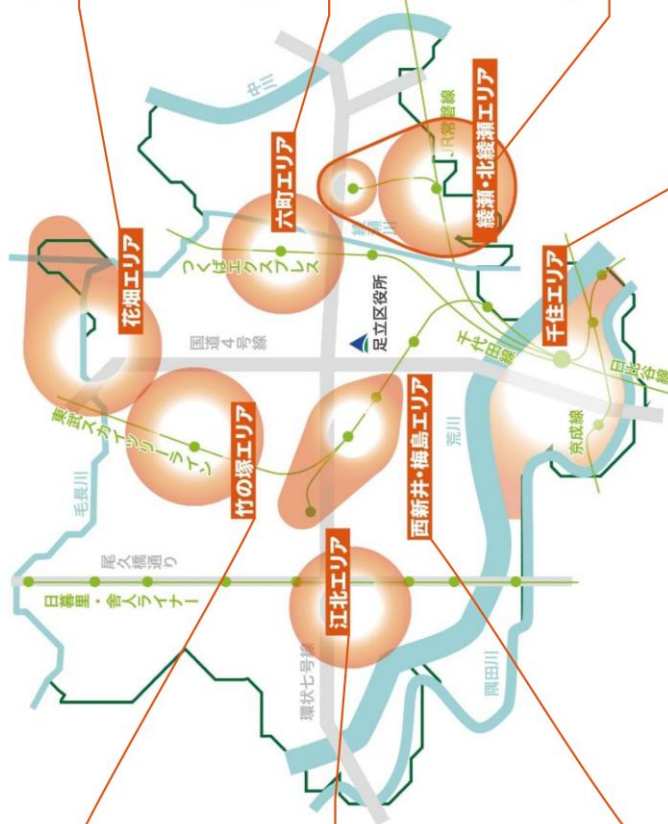 中川
花畑エリア
六町エリア
綾瀬・北綾瀬エリア
JR常磐線
綾瀬川
つくばエクスプレス
国道4号線
足立区役所
千代田線
千住エリア
日比谷線
京成線
荒川
東武スカイツリーライン
毛長川
竹の塚エリア
西新井・梅島エリア
尾久橋通り
日暮里・舎人ライナー
江北エリア
環状七号線
隅田川